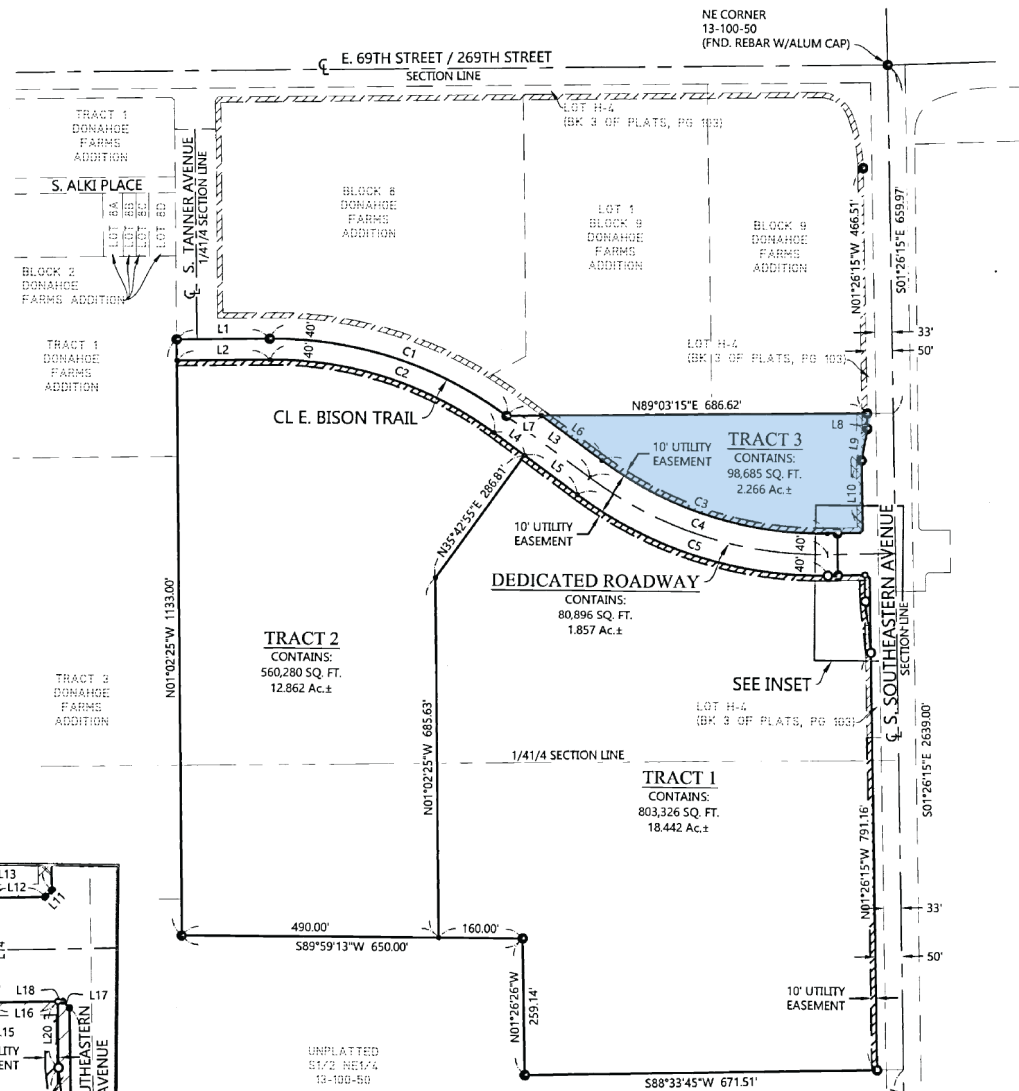 NE CORNER
13-100-50
(FND. REBAR W/ALUM CAP)
℄ E. 69TH STREET / 269TH STREET
SECTION LINE
LOT H-4
(BK 3 OF PLATS, PG 103)
TRACT 1
DONAHOE
FARMS
ADDITION
S. ALKI PLACE
LOT 8A
LOT 8B
LOT 8C
LOT 8D
℄ S. TANNER AVENUE
1/41/4 SECTION LINE
BLOCK 2
DONAHOE
FARMS ADDITION
BLOCK 8
DONAHOE
FARMS
ADDITION
LOT 1
BLOCK 9
DONAHOE
FARMS
ADDITION
BLOCK 9
DONAHOE
FARMS
ADDITION
N01°26'15"W 466.51'
S01°26'15"E 659.97'
33'
50'
TRACT 1
DONAHOE
FARMS
ADDITION
L1
40'
L2
40'
C1
C2
LOT H-4
(BK 3 OF PLATS, PG 103)
CL E. BISON TRAIL
N89°03'15"E 686.62'
L7
L3
L6
L4
L5
L8
L9
L10
10' UTILITY
EASEMENT
TRACT 3
CONTAINS:
98,685 SQ. FT.
2.266 Ac.±
C3
C4
C5
10' UTILITY
EASEMENT
40'
40'
N35°42'55"E 286.81'
DEDICATED ROADWAY
CONTAINS:
80,896 SQ. FT.
1.857 Ac.±
℄ S. SOUTHEASTERN AVENUE
SECTION LINE
SEE INSET
LOT H-4
(BK 3 OF PLATS, PG 103)
N01°02'25"W 1133.00'
TRACT 2
CONTAINS:
560,280 SQ. FT.
12.862 Ac.±
TRACT 3
DONAHOE
FARMS
ADDITION
N01°02'25"W 685.63'
1/41/4 SECTION LINE
TRACT 1
CONTAINS:
803,326 SQ. FT.
18.442 Ac.±
S01°26'15"E 2639.00'
N01°26'15"W 791.16'
33'
50'
490.00'
160.00'
S89°59'13"W 650.00'
N01°26'26"W
259.14'
10' UTILITY
EASEMENT
UNPLATTED
S1/2 NE1/4
13-100-50
S88°33'45"W 671.51'
L13
L12
L11
L18
L17
L16
L15
L20